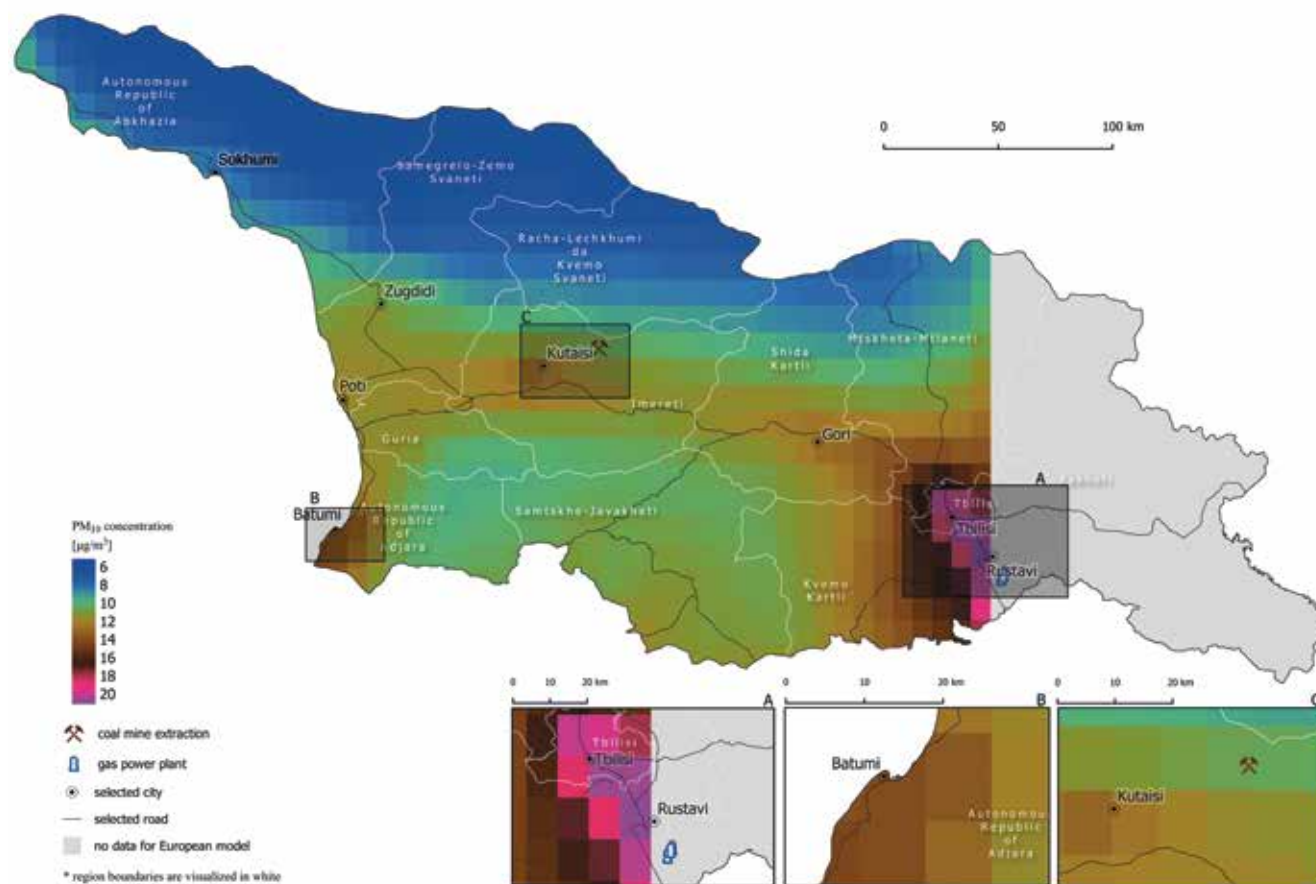 Autonomous
Republic
of
Abkhazia
0 50 100 km
Sokhumi
Samegrelo-Zemo
Svaneti
Racha-Lechkhumi
da
Kvemo
Svaneti
Zugdidi
C
Kutaisi
Mtskheta-Mtianeti
Shida
Kartli
Poti
Imereti
Guria
Gori
A
B
Batumi
Autonomous
Republic
of
Adjara
Samtskhe-Javakheti
Tbilisi
Tbilisi
Rustavi
Kvemo
Kartli
PM10 concentration
[µg/m³]
6
8
10
12
14
16
18
20
coal mine extraction
gas power plant
selected city
selected road
no data for European model
* region boundaries are visualized in white
0 10 20 km
A
Tbilisi
Tbilisi
Rustavi
0 10 20 km
B
Batumi
Autonomou
Republic
of
Adjara
0 10 20 km
C
Kutaisi